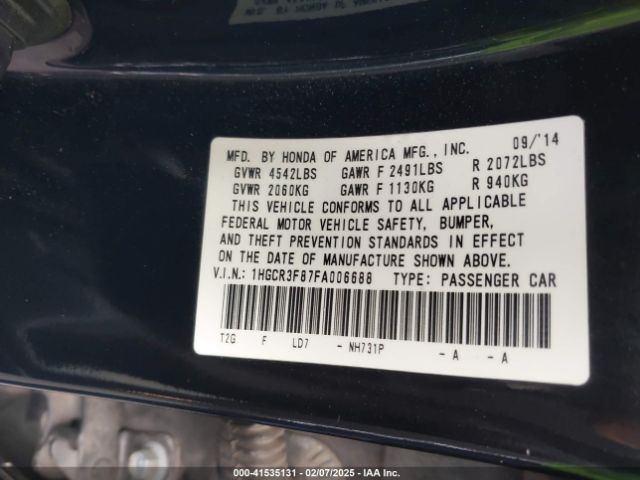 MFD. BY HONDA OF AMERICA MFG., INC. 09/'14
GVWR 4542LBS GAWR F 2491LBS R 2072LBS
GVWR 2060KG GAWR F 1130KG R 940KG
THIS VEHICLE CONFORMS TO ALL APPLICABLE
FEDERAL MOTOR VEHICLE SAFETY, BUMPER,
AND THEFT PREVENTION STANDARDS IN EFFECT
ON THE DATE OF MANUFACTURE SHOWN ABOVE.
V.I.N.: 1HGCR3F87FA006688 TYPE: PASSENGER CAR
T2G F LD7 - NH731P - A - A
000-41535131 - 02/07/2025 - IAA Inc.